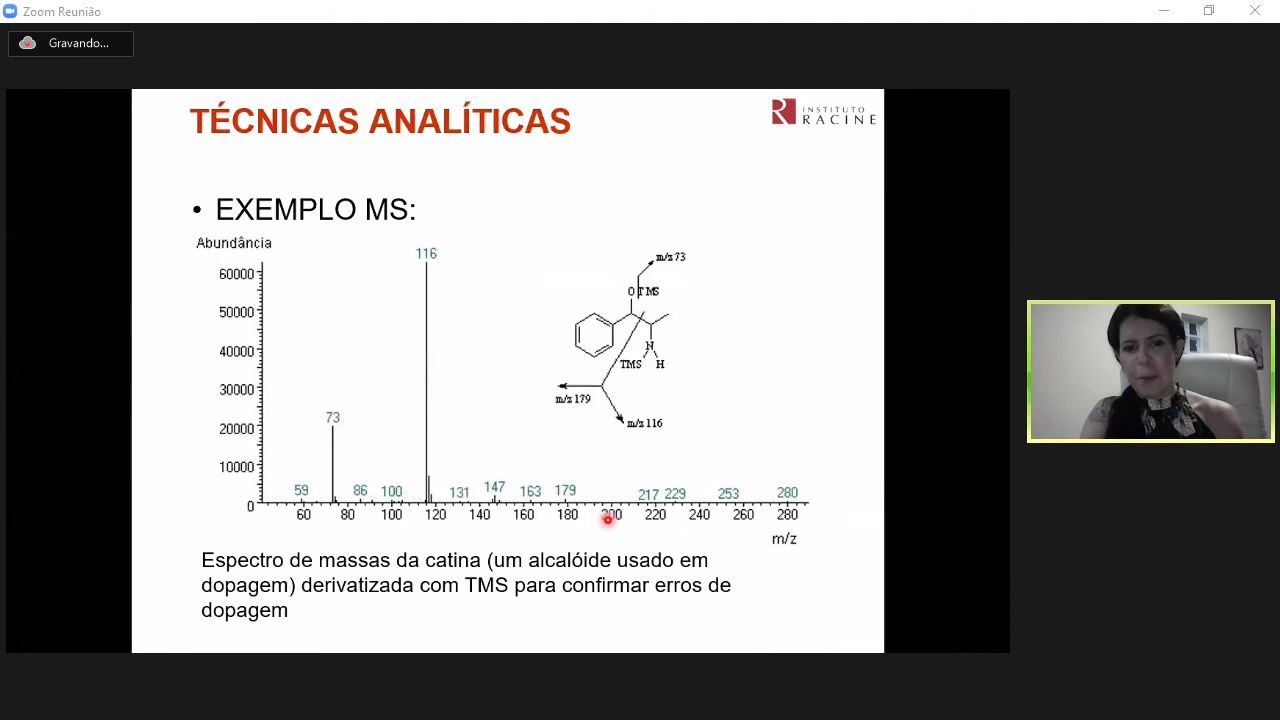 Zoom Reunião
Gravando...
TÉCNICAS ANALÍTICAS
INSTITUTO
RACINE
• EXEMPLO MS:
Abundância
116
m/z 73
60000
O TMS
50000
N
40000
TMS H
30000
m/z 179
73
20000
m/z 116
10000
59 86 100 131 147 163 179 217 229 253 280
0
60 80 100 120 140 160 180 200 220 240 260 280
m/z
Espectro de massas da catina (um alcalóide usado em
dopagem) derivatizada com TMS para confirmar erros de
dopagem